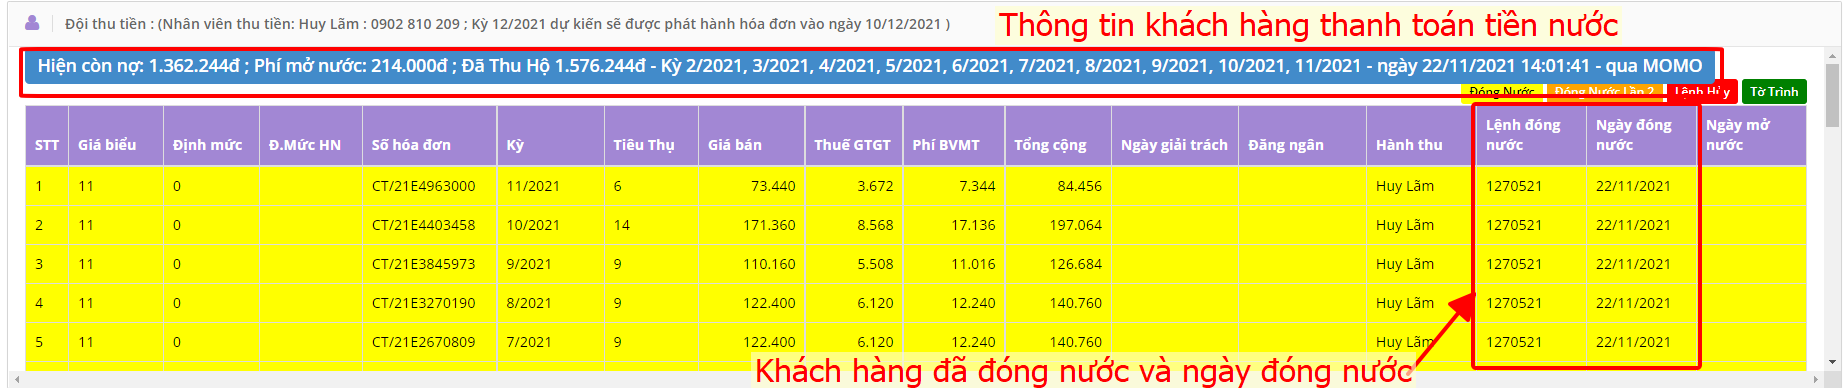 Đội thu tiền : (Nhân viên thu tiền: Huy Lãm : 0902 810 209 ; Kỳ 12/2021 dự kiến sẽ được phát hành hóa đơn vào ngày 10/12/2021 )
Thông tin khách hàng thanh toán tiền nước
Hiện còn nợ: 1.362.244đ ; Phí mở nước: 214.000đ ; Đã Thu Hộ 1.576.244đ - Kỳ 2/2021, 3/2021, 4/2021, 5/2021, 6/2021, 7/2021, 8/2021, 9/2021, 10/2021, 11/2021 - ngày 22/11/2021 14:01:41 - qua MOMO
Đóng Nước Đóng Nước Lần 2 Lệnh Hủy Tờ Trình
STT Giá biểu Định mức Đ.Mức HN Số hóa đơn Kỳ Tiêu Thụ Giá bán Thuế GTGT Phí BVMT Tổng cộng Ngày giải trách Đăng ngân Hành thu Lệnh đóng nước Ngày đóng nước Ngày mở nước
1 11 0 CT/21E4963000 11/2021 6 73.440 3.672 7.344 84.456 Huy Lãm 1270521 22/11/2021
2 11 0 CT/21E4403458 10/2021 14 171.360 8.568 17.136 197.064 Huy Lãm 1270521 22/11/2021
3 11 0 CT/21E3845973 9/2021 9 110.160 5.508 11.016 126.684 Huy Lãm 1270521 22/11/2021
4 11 0 CT/21E3270190 8/2021 9 122.400 6.120 12.240 140.760 Huy Lãm 1270521 22/11/2021
5 11 0 CT/21E2670809 7/2021 9 122.400 6.120 12.240 140.760 Huy Lãm 1270521 22/11/2021
Khách hàng đã đóng nước và ngày đóng nước